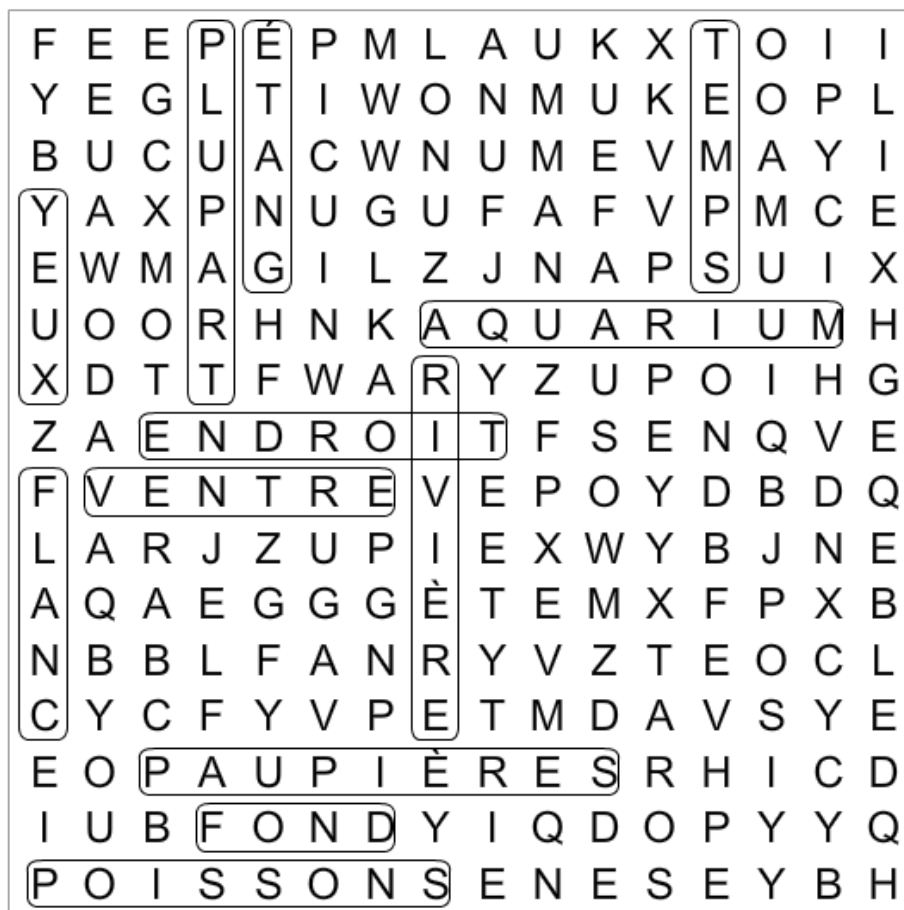 F E E P É P M L A U K X T O I I
Y E G L T I W O N M U K E O P L
B U C U A C W N U M E V M A Y I
Y A X P N U G U F A F V P M C E
E W M A G I L Z J N A P S U I X
U O O R H N K A Q U A R I U M H
X D T T F W A R Y Z U P O I H G
Z A E N D R O I T F S E N Q V E
F V E N T R E V E P O Y D B D Q
L A R J Z U P I E X W Y B J N E
A Q A E G G G È T E M X F P X B
N B B L F A N R Y V Z T E O C L
C Y C F Y V P E T M D A V S Y E
E O P A U P I È R E S R H I C D
I U B F O N D Y I Q D O P Y Y Q
P O I S S O N S E N E S E Y B H